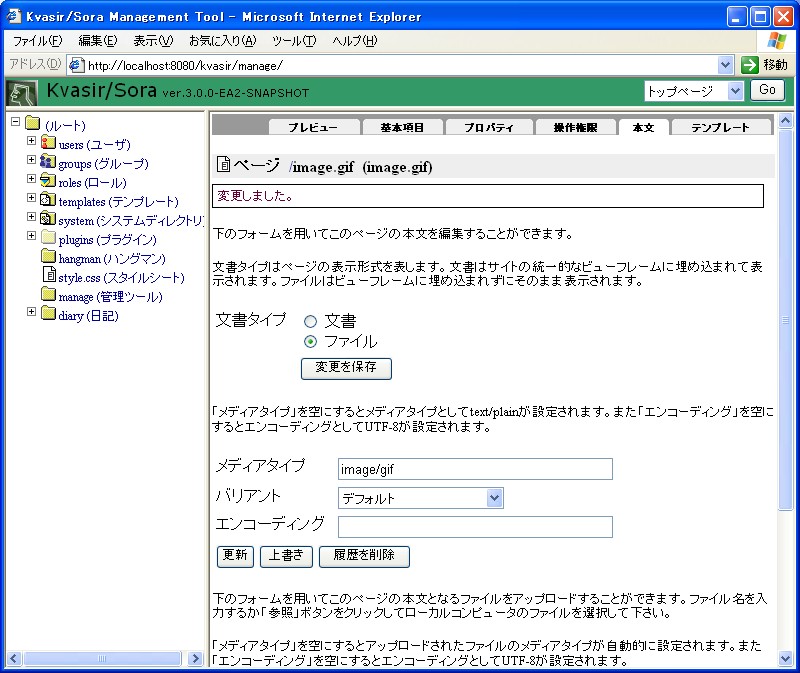 Kvasir/Sora Management Tool - Microsoft Internet Explorer
ファイル(F) 編集(E) 表示(V) お気に入り(A) ツール(T) ヘルプ(H)
アドレス(D) http://localhost:8080/kvasir/manage/ 移動
Kvasir/Sora ver.3.0.0-EA2-SNAPSHOT トップページ Go
(ルート)
users (ユーザ)
groups (グループ)
roles (ロール)
templates (テンプレート)
system (システムディレクトリ)
plugins (プラグイン)
hangman (ハングマン)
style.css (スタイルシート)
manage (管理ツール)
diary (日記)
プレビュー 基本項目 プロパティ 操作権限 本文 テンプレート
ページ /image.gif (image.gif)
変更しました。
下のフォームを用いてこのページの本文を編集することができます。
文書タイプはページの表示形式を表します。文書はサイトの統一的なビューフレームに埋め込まれて表
示されます。ファイルはビューフレームに埋め込まれずにそのまま表示されます。
文書タイプ 文書
ファイル
変更を保存
「メディアタイプ」を空にするとメディアタイプとしてtext/plainが設定されます。また「エンコーディング」を空に
するとエンコーディングとしてUTF-8が設定されます。
メディアタイプ image/gif
バリアント デフォルト
エンコーディング
更新 上書き 履歴を削除
下のフォームを用いてこのページの本文となるファイルをアップロードすることができます。ファイル名を入
力するか「参照」ボタンをクリックしてローカルコンピュータのファイルを選択して下さい。
「メディアタイプ」を空にするとアップロードされたファイルのメディアタイプが自動的に設定されます。また
「エンコーディング」を空にするとエンコーディングとしてUTF-8が設定されます。